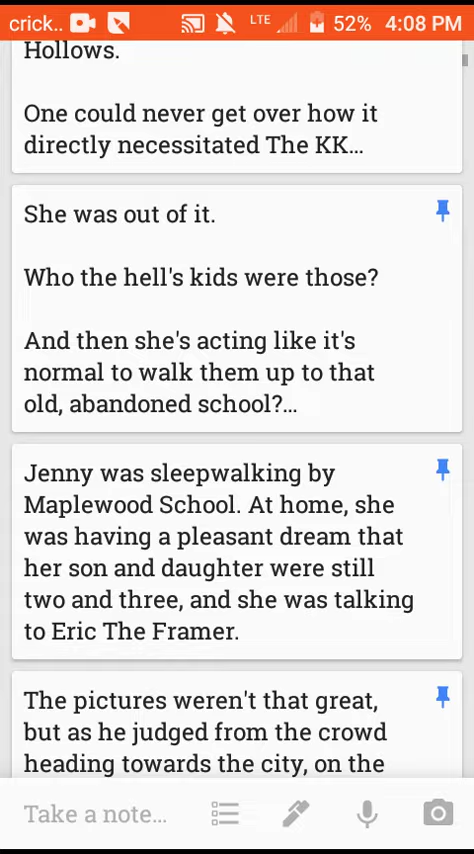 crick.. LTE 52% 4:08 PM
Hollows.
One could never get over how it
directly necessitated The KK...
She was out of it.
Who the hell's kids were those?
And then she's acting like it's
normal to walk them up to that
old, abandoned school?...
Jenny was sleepwalking by
Maplewood School. At home, she
was having a pleasant dream that
her son and daughter were still
two and three, and she was talking
to Eric The Framer.
The pictures weren't that great,
but as he judged from the crowd
heading towards the city, on the
Take a note...